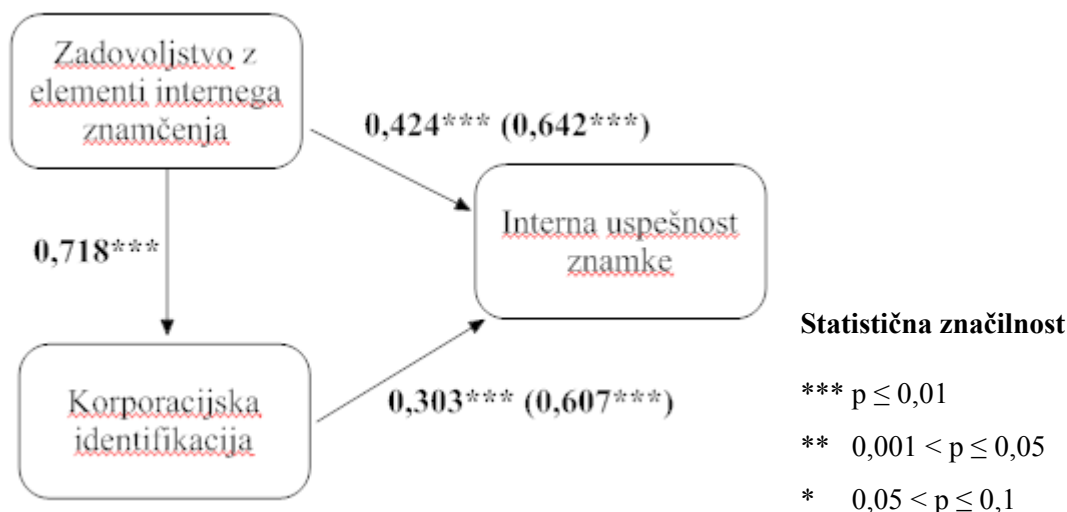 Zadovoljstvo z
elementi internega
znamčenja
0,424*** (0,642***)
Interna uspešnost
znamke
0,718***
Korporacijska
identifikacija
0,303*** (0,607***)
Statistična značilnost
*** p ≤ 0,01
** 0,001 < p ≤ 0,05
* 0,05 < p ≤ 0,1